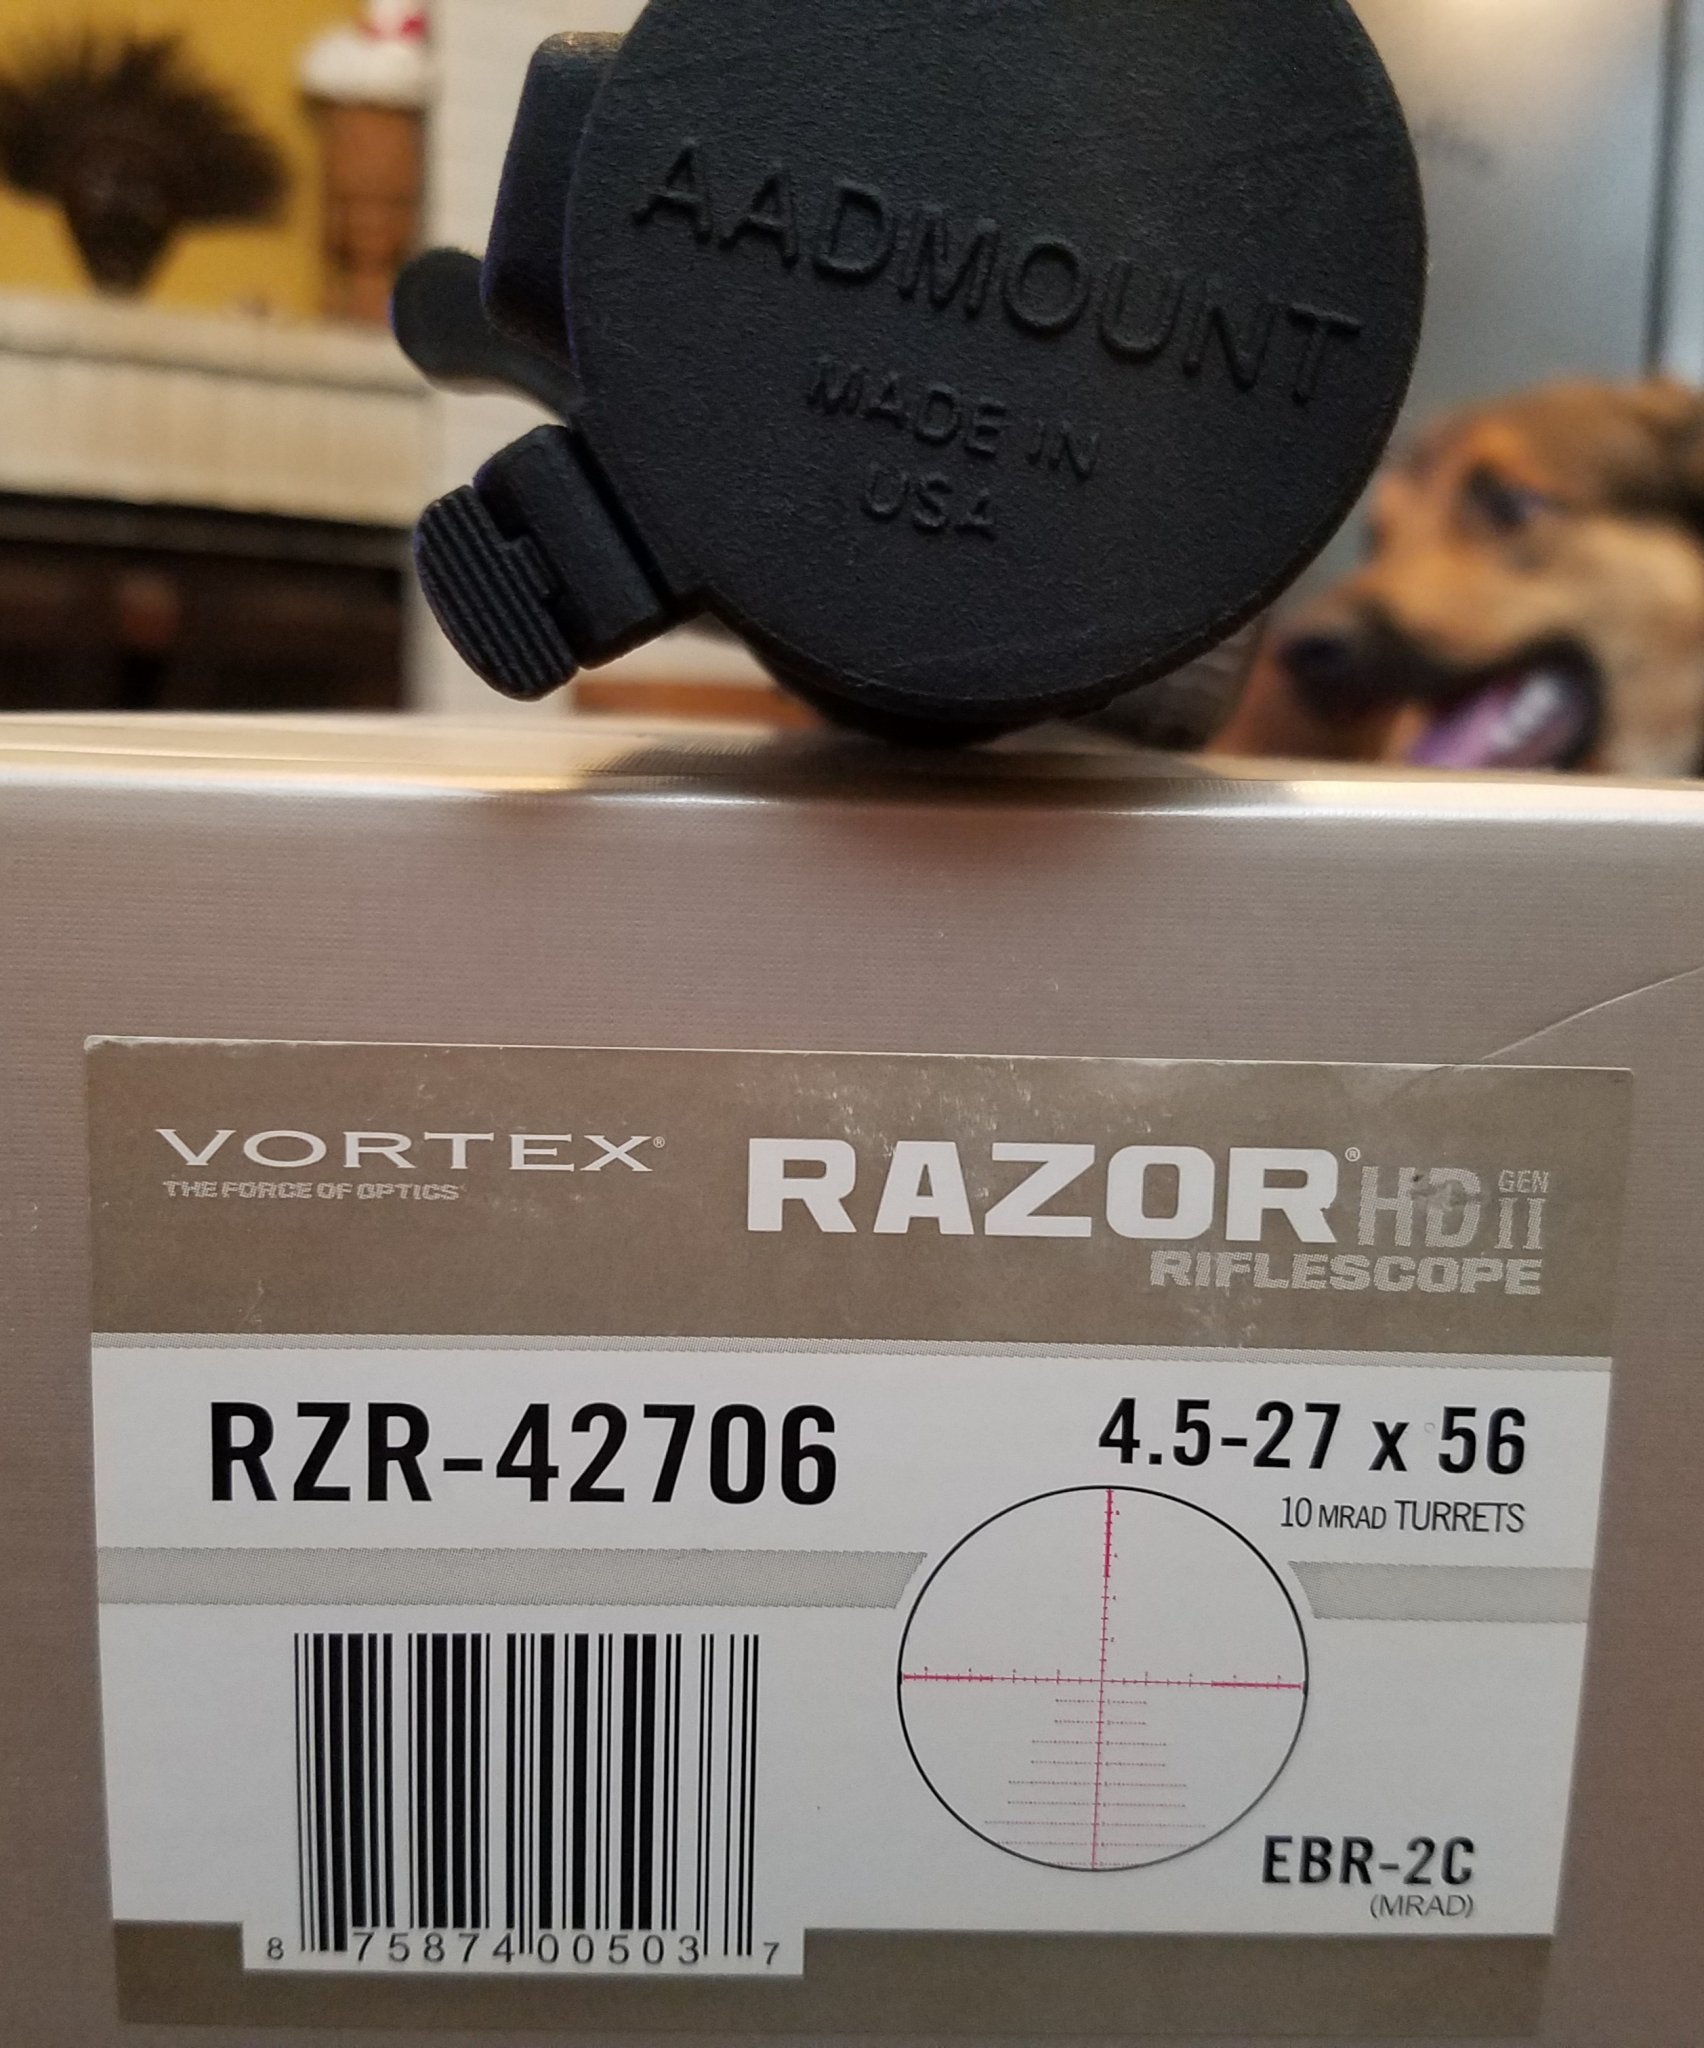 AADMOUNT
MADE IN
USA
VORTEX®
THE FORCE OF OPTICS
RAZOR® HD GEN II
RIFLESCOPE
RZR-42706
4.5-27 x 56
10 MRAD TURRETS
EBR-2C
(MRAD)
8 75874 00503 7